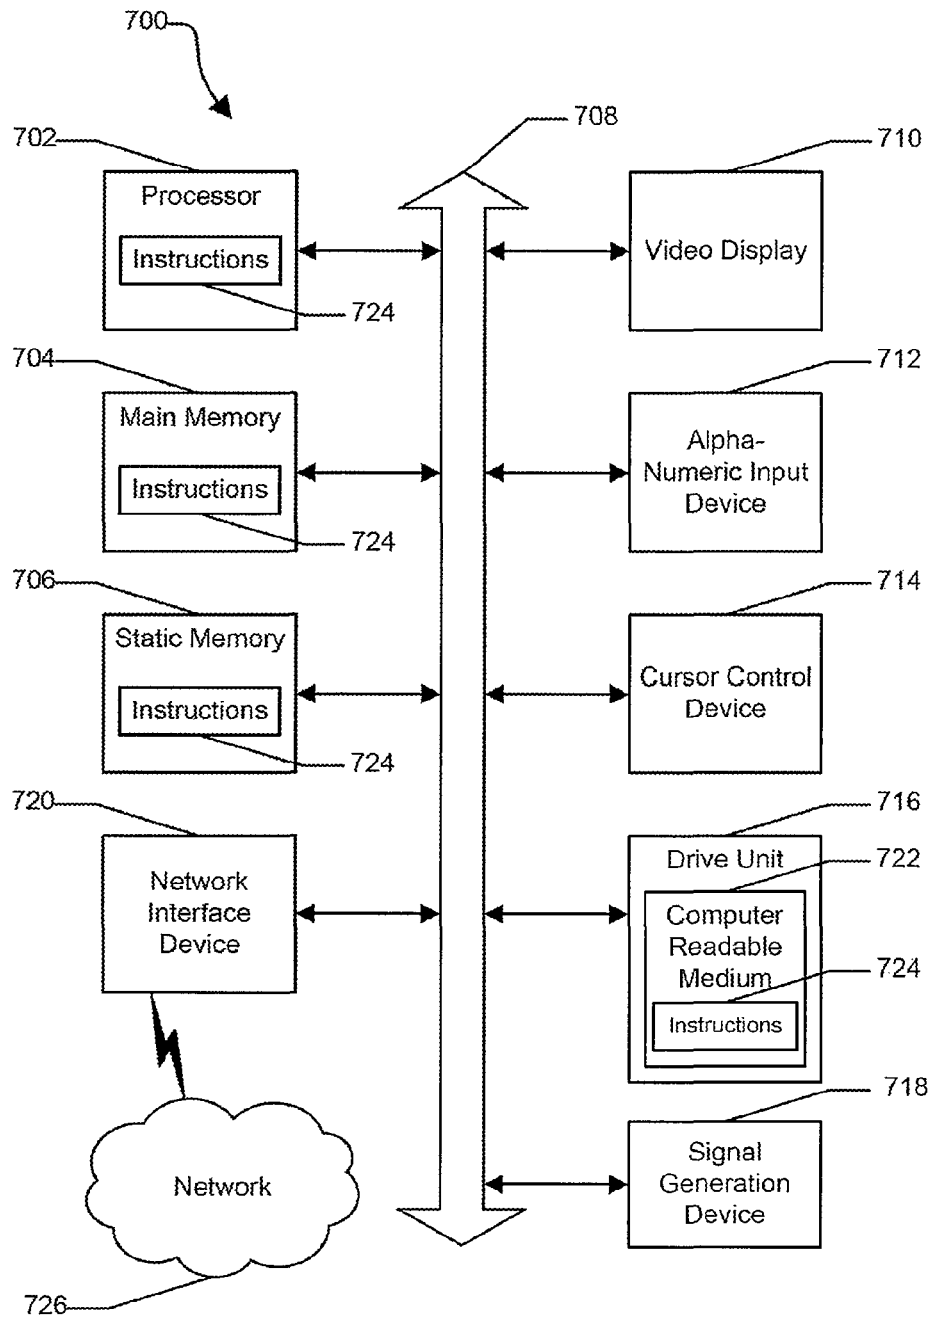 700
708
702
Processor
Instructions
724
710
Video Display
704
Main Memory
Instructions
724
712
Alpha-
Numeric Input
Device
706
Static Memory
Instructions
724
714
Cursor Control
Device
720
Network
Interface
Device
716
Drive Unit
722
Computer
Readable
Medium
724
Instructions
718
Signal
Generation
Device
Network
726